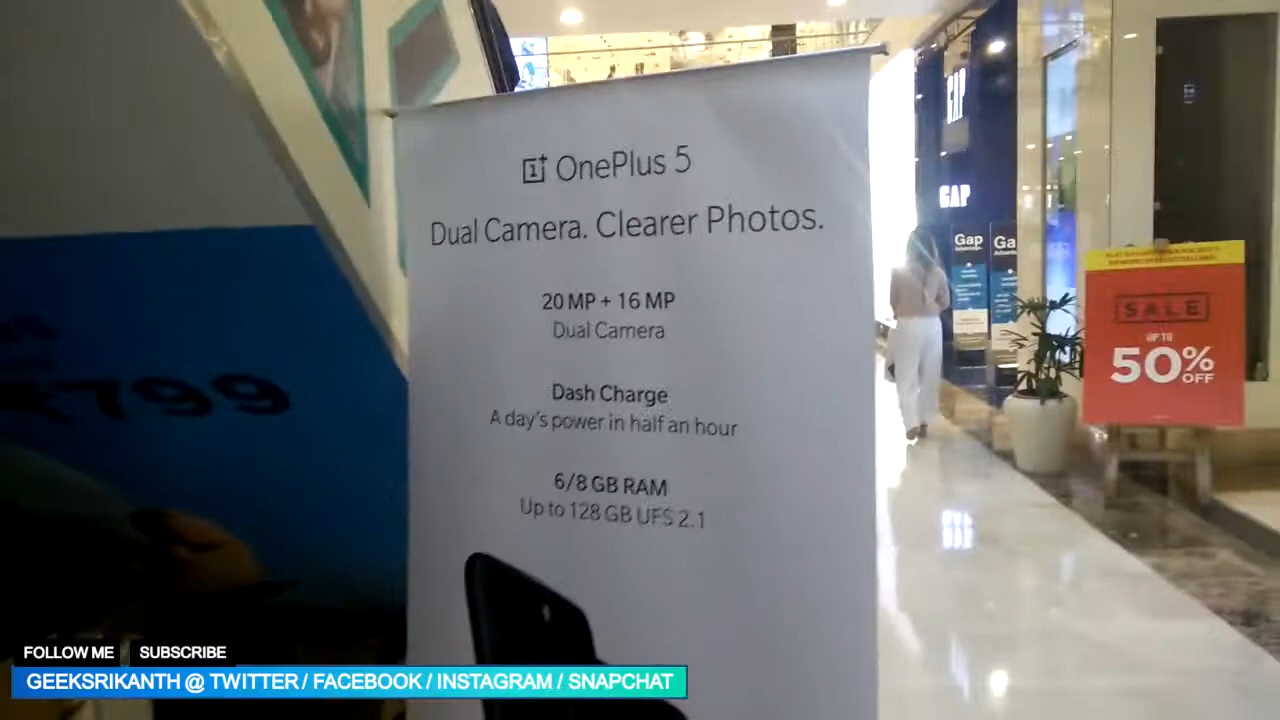 OnePlus 5
Dual Camera. Clearer Photos.
20 MP + 16 MP
Dual Camera
Dash Charge
A day's power in half an hour
6/8 GB RAM
Up to 128 GB UFS 2.1
₹799
GAP
GAP
Gap
Ga
SALE
UP TO
50%
OFF
FOLLOW ME
SUBSCRIBE
GEEKSRIKANTH @ TWITTER / FACEBOOK / INSTAGRAM / SNAPCHAT